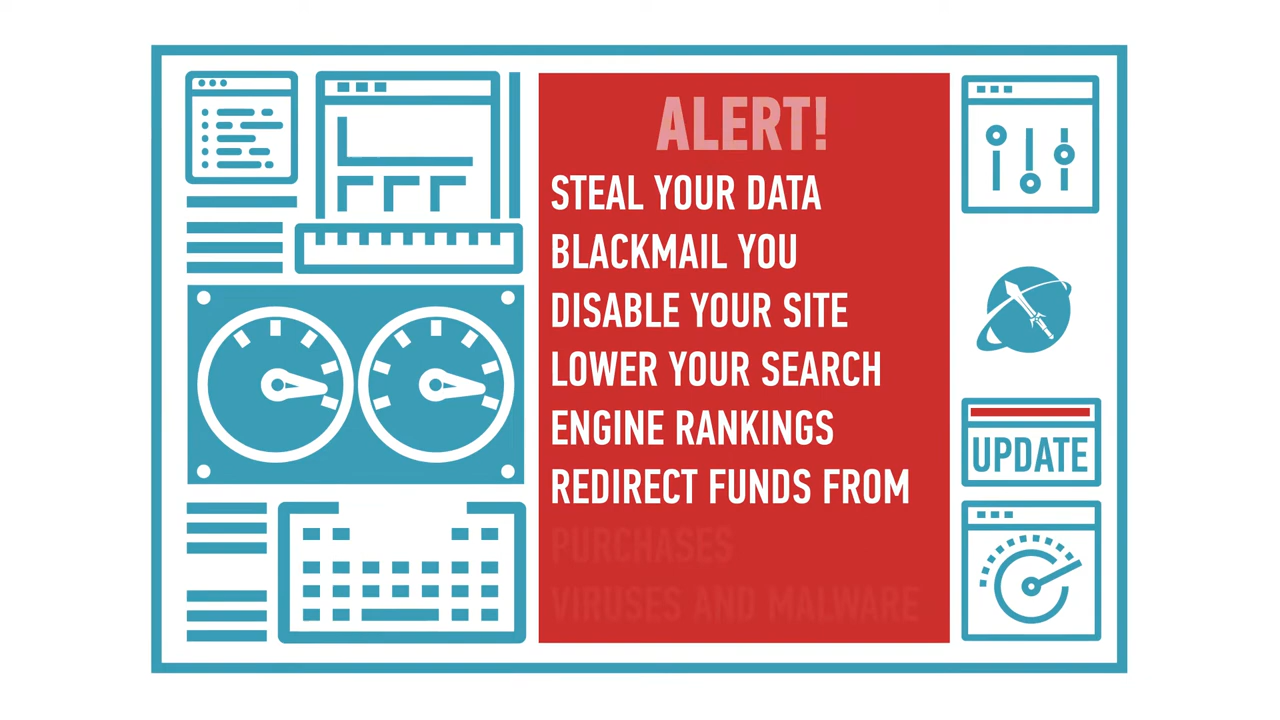 ALERT!
STEAL YOUR DATA
BLACKMAIL YOU
DISABLE YOUR SITE
LOWER YOUR SEARCH
ENGINE RANKINGS
REDIRECT FUNDS FROM
PURCHASES
VIRUSES AND MALWARE
UPDATE